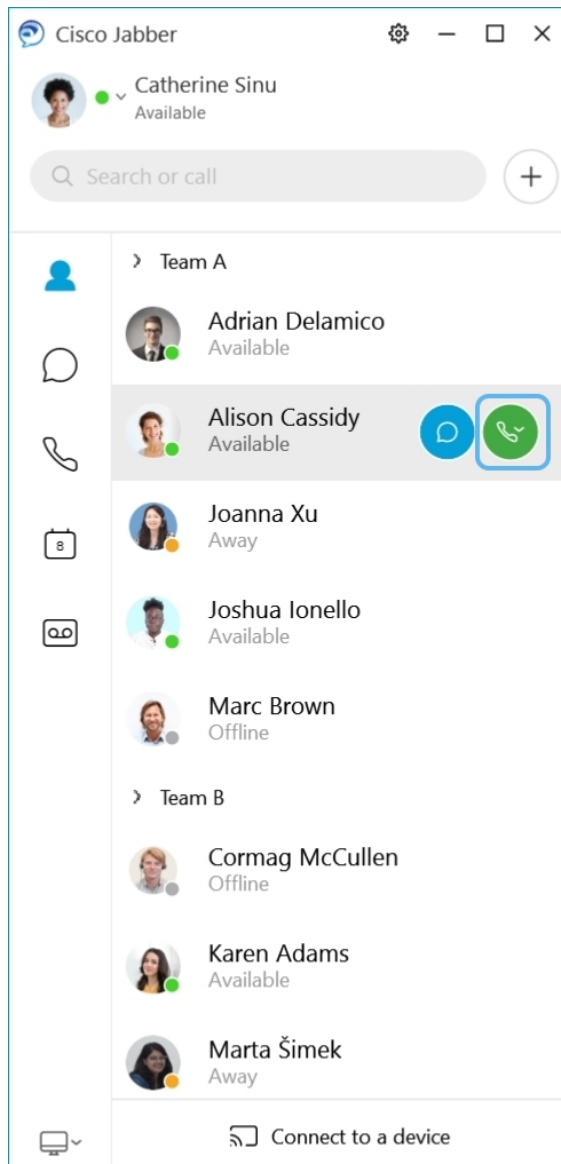 Cisco Jabber
Catherine Sinu
Available
Search or call
Team A
Adrian Delamico
Available
Alison Cassidy
Available
Joanna Xu
Away
8
Joshua Ionello
Available
Marc Brown
Offline
Team B
Cormag McCullen
Offline
Karen Adams
Available
Marta Šimek
Away
Connect to a device